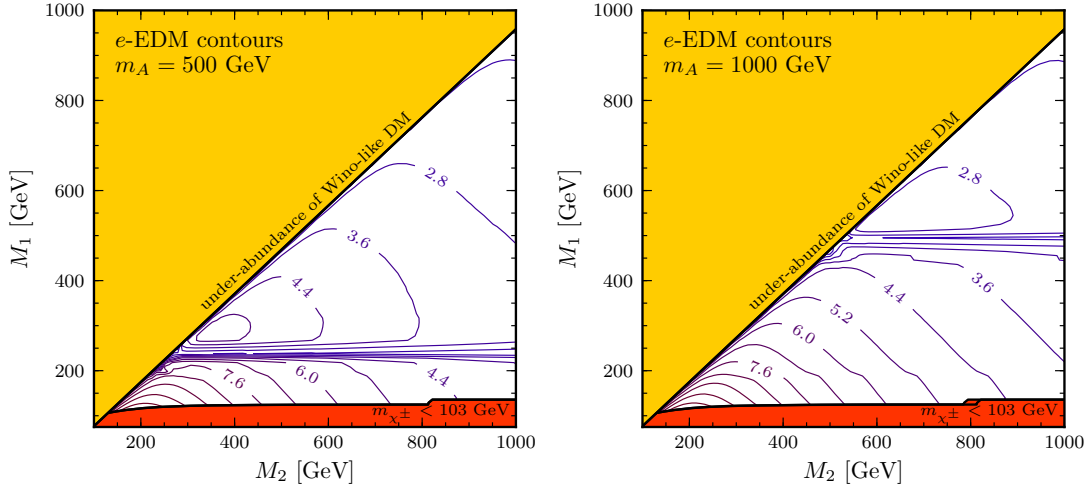 e-EDM contours
m_A = 500 GeV
under-abundance of Wino-like DM
2.8
3.6
4.4
7.6
6.0
4.4
m_χ± < 103 GeV
1000
800
600
400
200
M_1 [GeV]
200
400
600
800
1000
M_2 [GeV]
e-EDM contours
m_A = 1000 GeV
under-abundance of Wino-like DM
2.8
3.6
4.4
5.2
6.0
7.6
m_χ± < 103 GeV
1000
800
600
400
200
M_1 [GeV]
200
400
600
800
1000
M_2 [GeV]